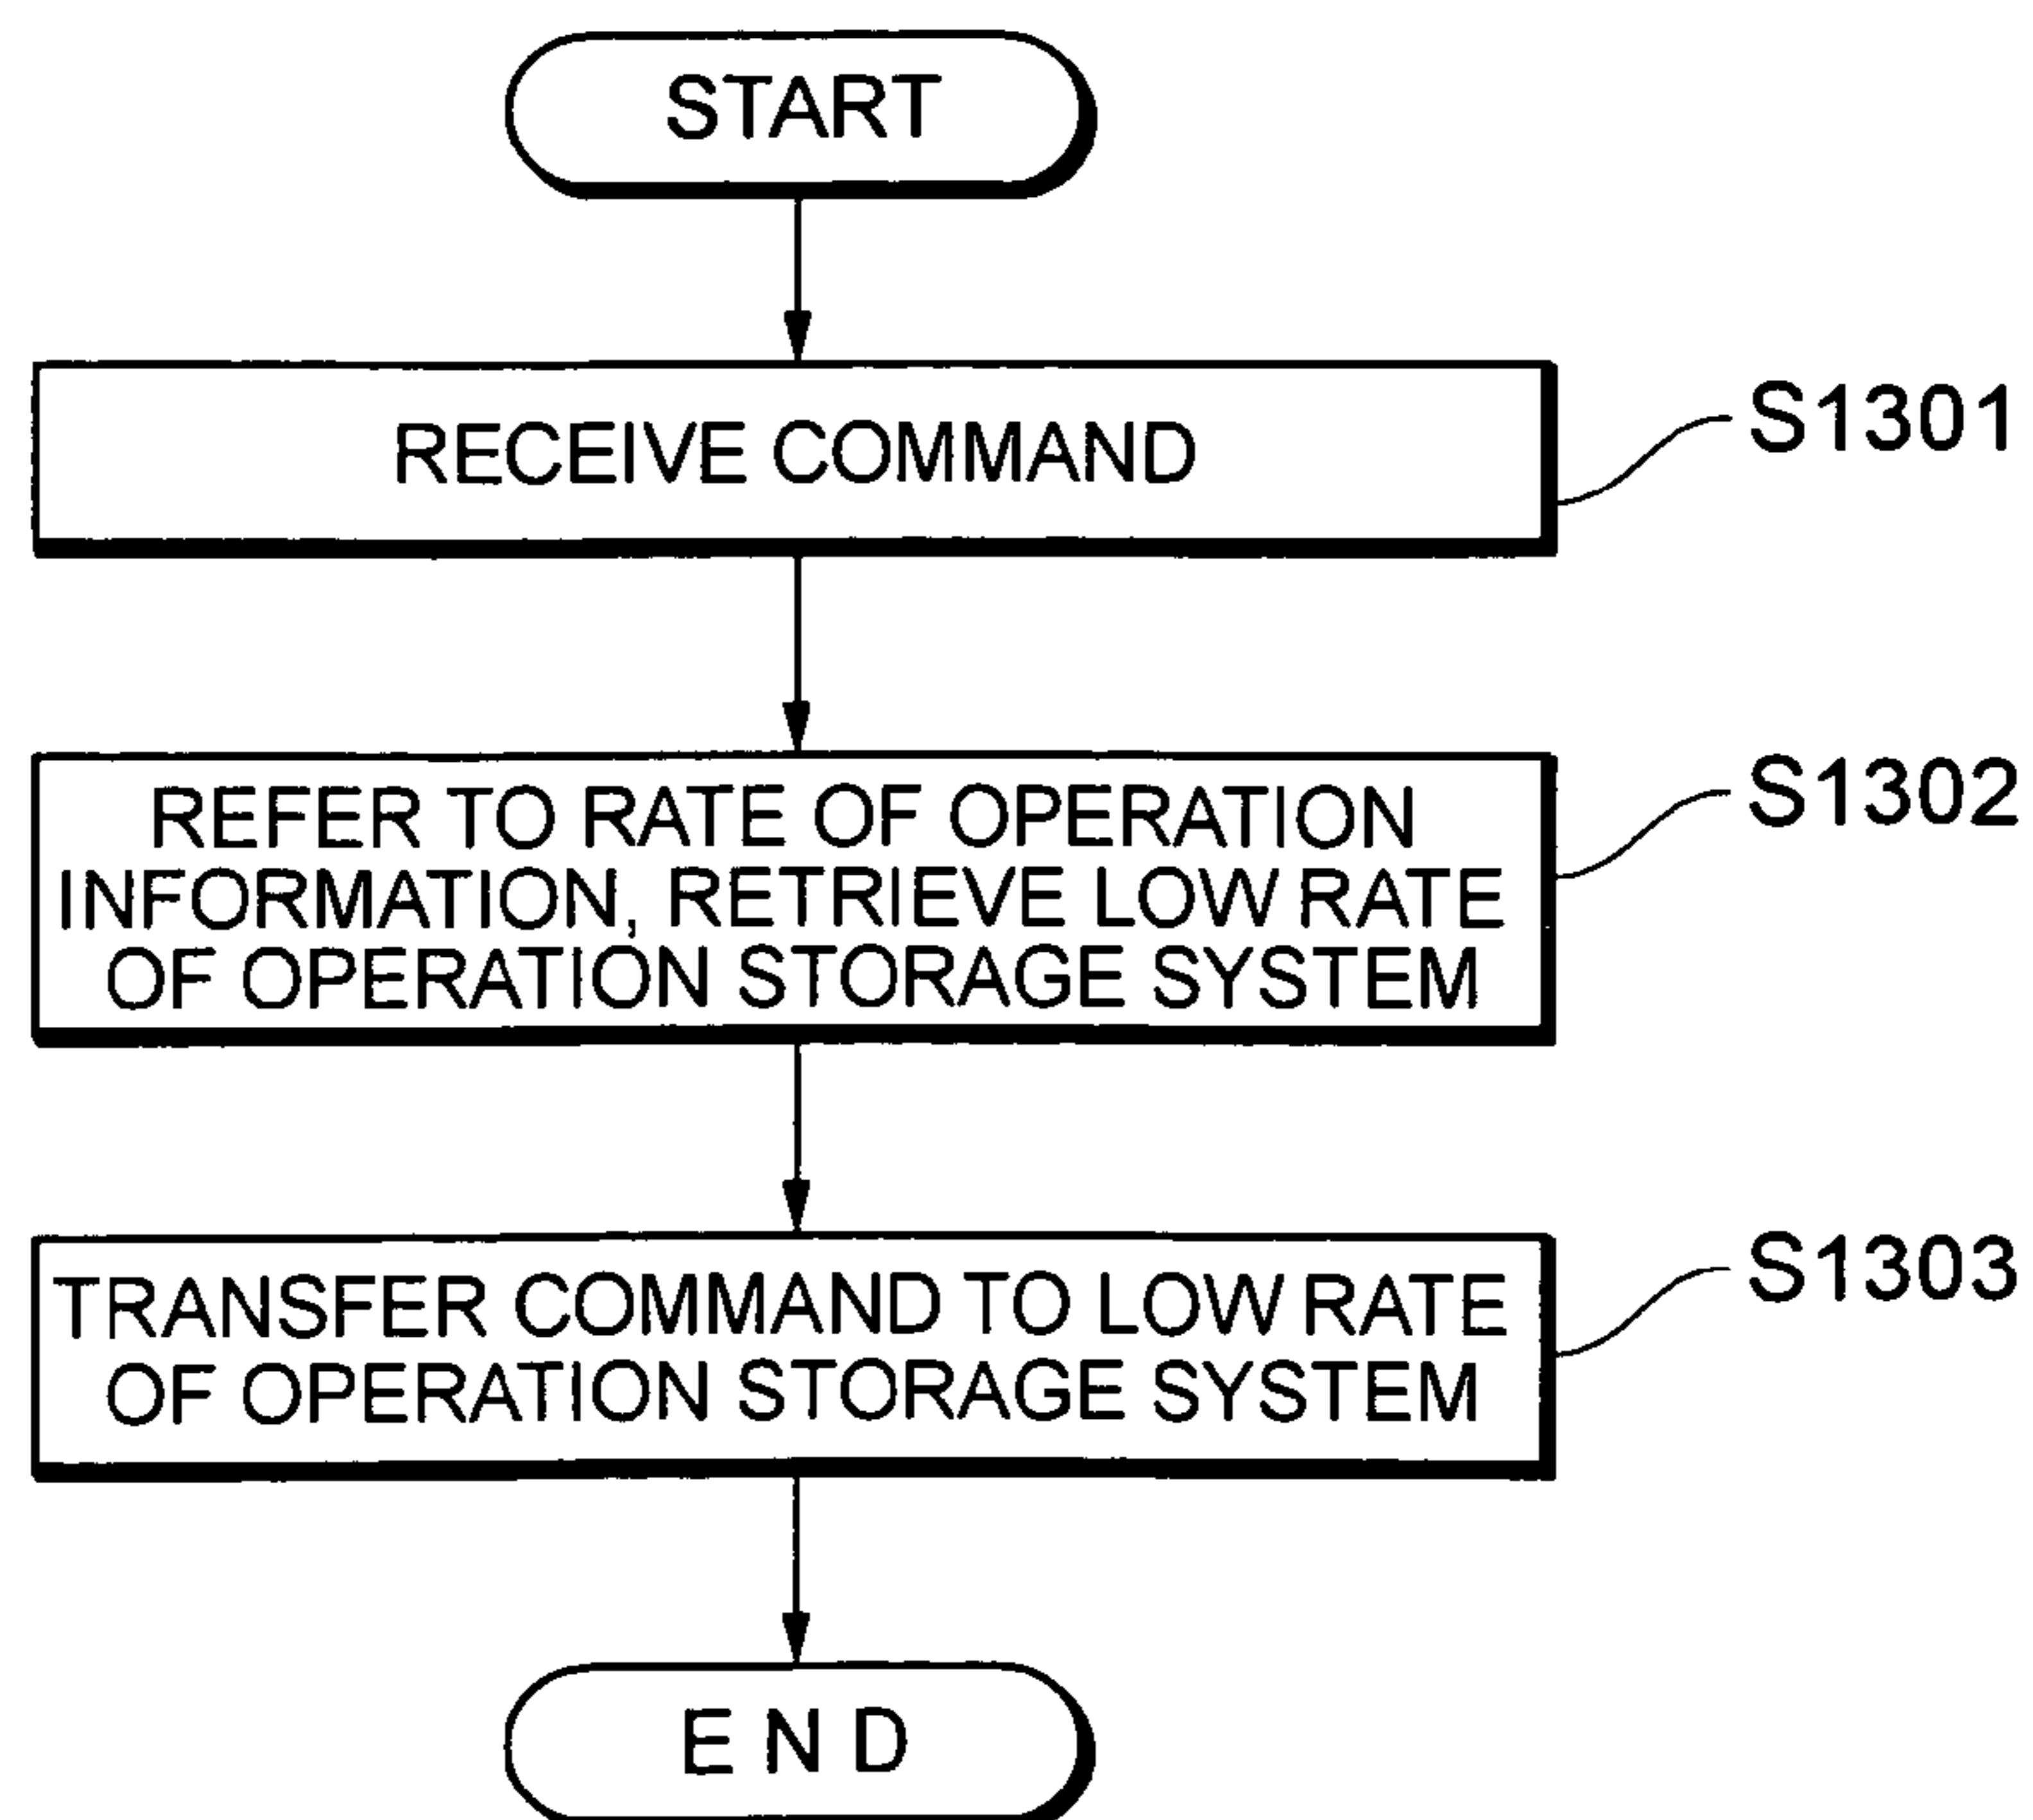 START
RECEIVE COMMAND
S1301
REFER TO RATE OF OPERATION
INFORMATION, RETRIEVE LOW RATE
OF OPERATION STORAGE SYSTEM
S1302
TRANSFER COMMAND TO LOW RATE
OF OPERATION STORAGE SYSTEM
S1303
END